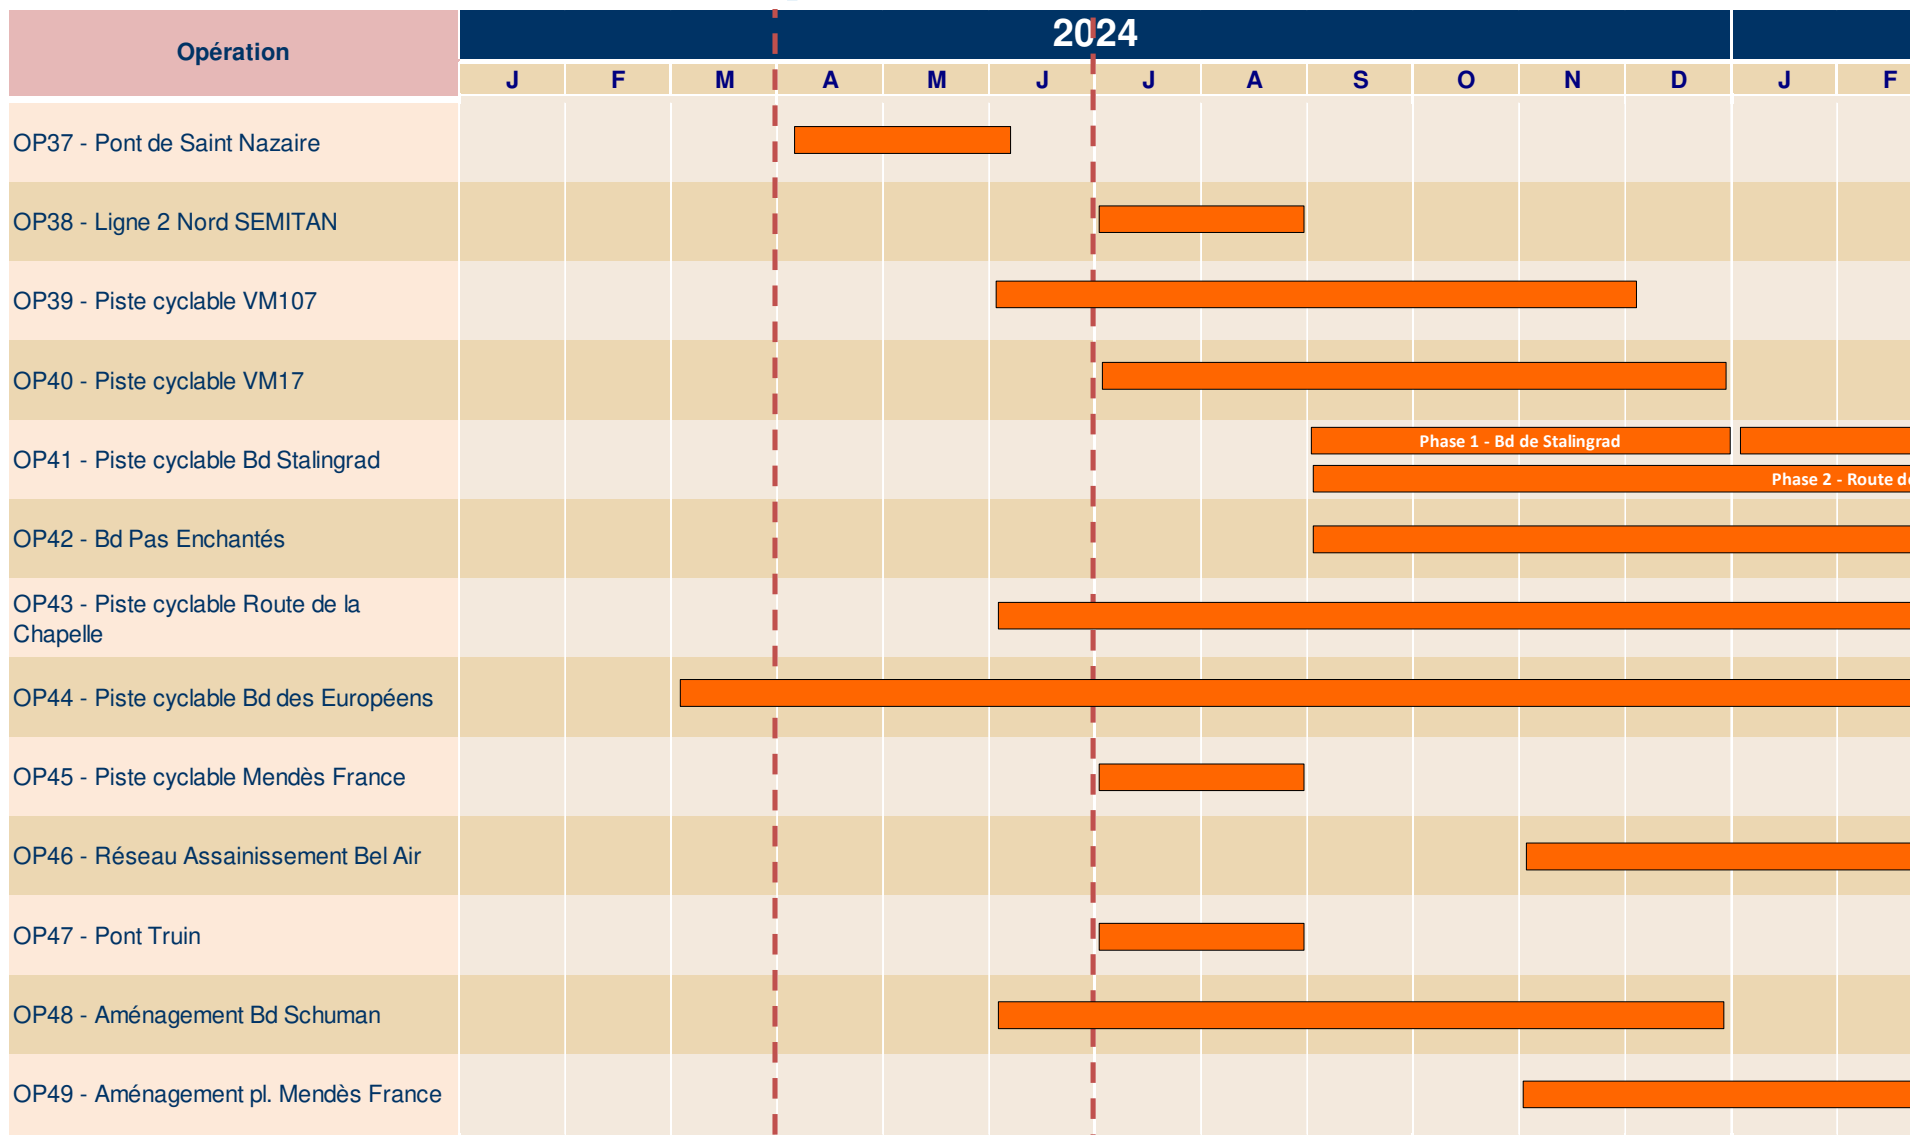 Opération
2024
J F M A M J J A S O N D J F
OP37 - Pont de Saint Nazaire
OP38 - Ligne 2 Nord SEMITAN
OP39 - Piste cyclable VM107
OP40 - Piste cyclable VM17
Phase 1 - Bd de Stalingrad
OP41 - Piste cyclable Bd Stalingrad
Phase 2 - Route de
OP42 - Bd Pas Enchantés
OP43 - Piste cyclable Route de la
Chapelle
OP44 - Piste cyclable Bd des Européens
OP45 - Piste cyclable Mendès France
OP46 - Réseau Assainissement Bel Air
OP47 - Pont Truin
OP48 - Aménagement Bd Schuman
OP49 - Aménagement pl. Mendès France